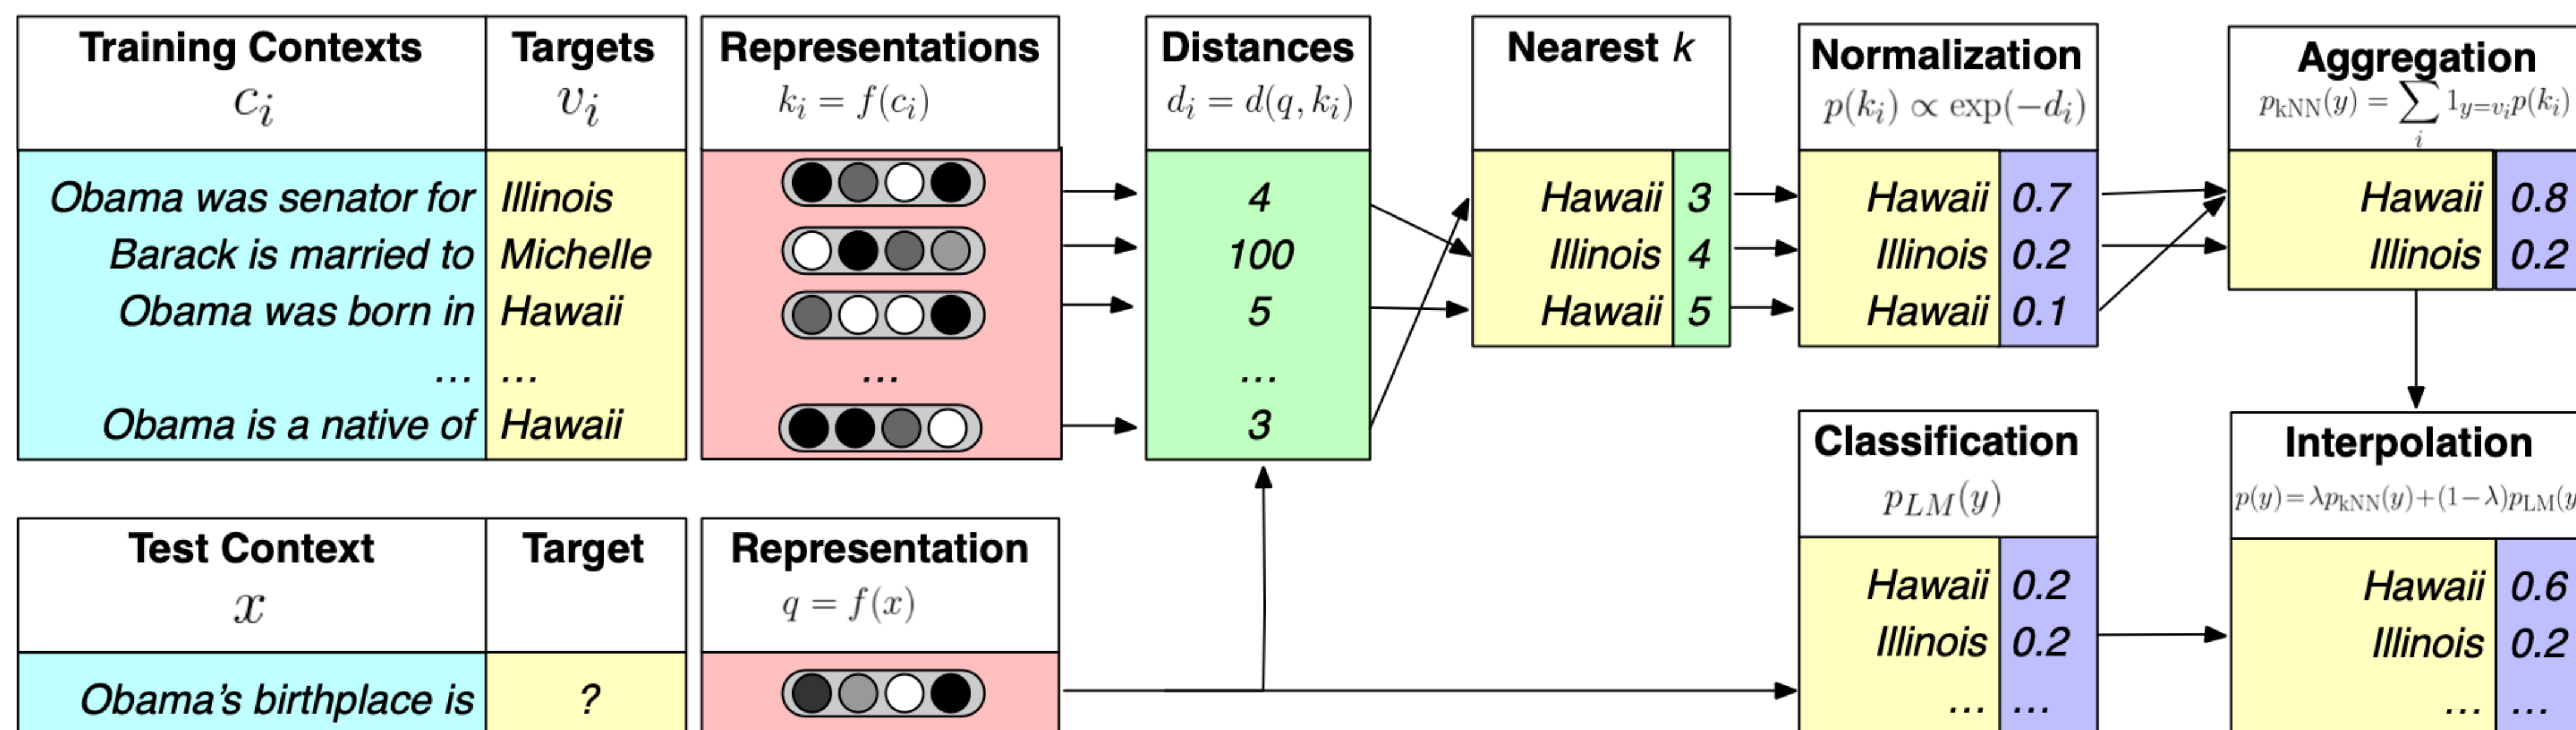 Training Contexts
c_i
Targets
v_i
Obama was senator for Illinois
Barack is married to Michelle
Obama was born in Hawaii
... ...
Obama is a native of Hawaii
Representations
k_i = f(c_i)
...
Distances
d_i = d(q, k_i)
4
100
5
...
3
Nearest k
Hawaii 3
Illinois 4
Hawaii 5
Normalization
p(k_i) ∝ exp(−d_i)
Hawaii 0.7
Illinois 0.2
Hawaii 0.1
Aggregation
p_kNN(y) = ∑_i 1_{y=v_i} p(k_i)
Hawaii 0.8
Illinois 0.2
Test Context
x
Target
Obama's birthplace is ?
Representation
q = f(x)
Classification
p_LM(y)
Hawaii 0.2
Illinois 0.2
... ...
Interpolation
p(y) = λp_kNN(y) + (1−λ)p_LM(y
Hawaii 0.6
Illinois 0.2
... ...